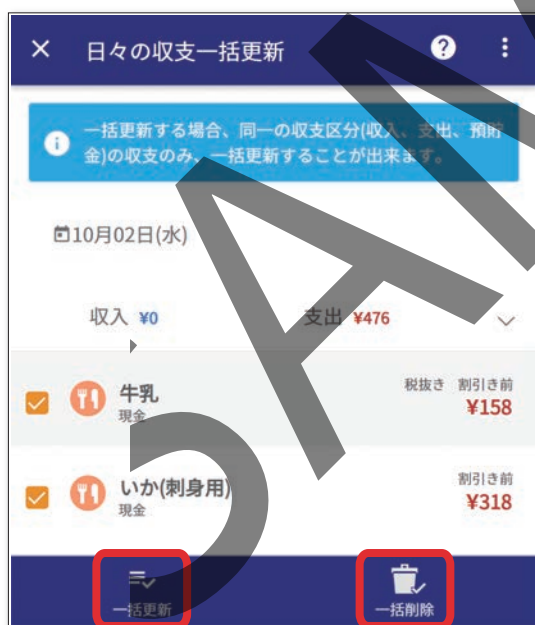 日々の収支一括更新
一括更新する場合、同一の収支区分(収入、支出、預貯
金)の収支のみ、一括更新することが出来ます。
10月02日(水)
収入 ¥0 支出 ¥476
税抜き 割引き前
牛乳 ¥158
現金
割引き前
いか(刺身用) ¥318
現金
一括更新 一括削除